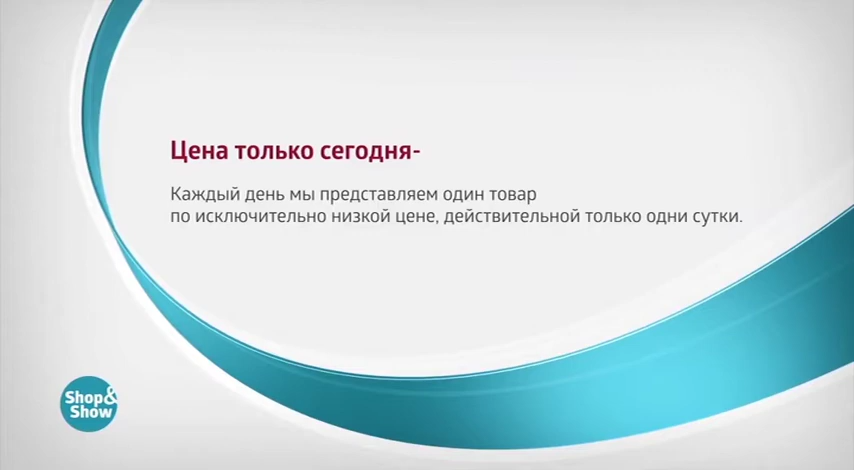 Цена только сегодня-
Каждый день мы представляем один товар
по исключительно низкой цене, действительной только одни сутки.
Shop&
Show